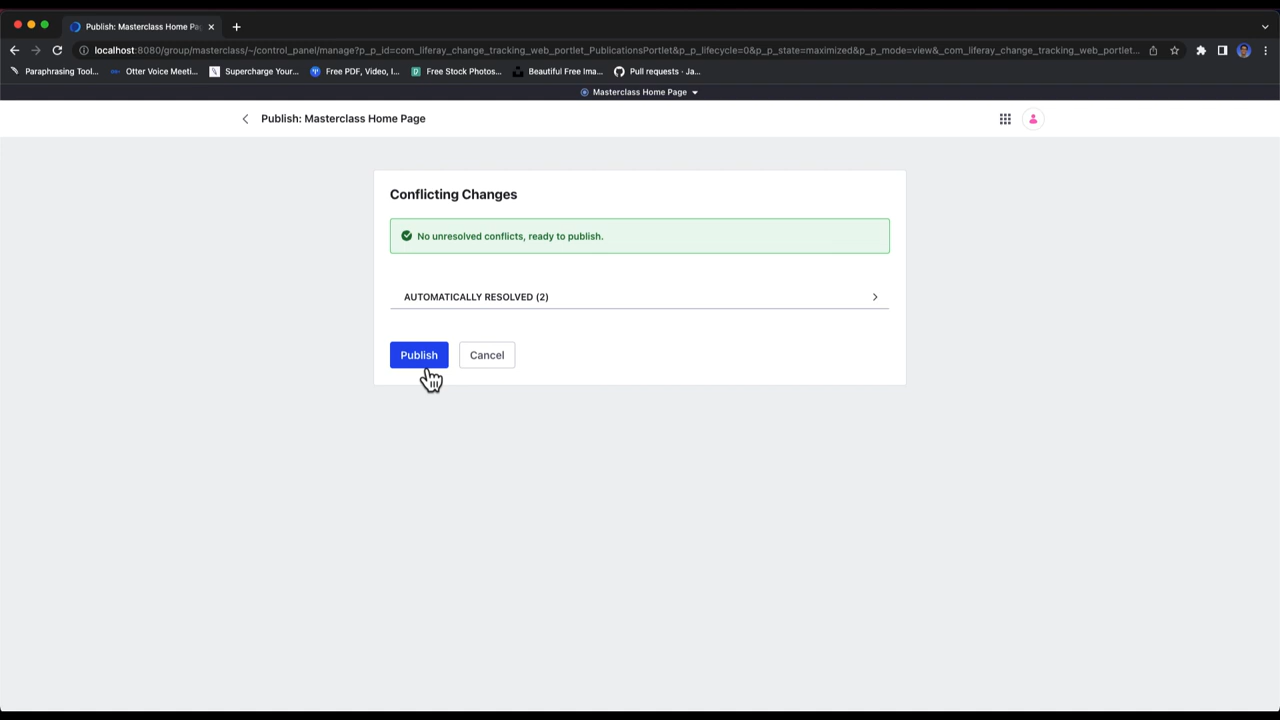 Publish: Masterclass Home Pa
localhost:8080/group/masterclass/~/control_panel/manage?p_p_id=com_liferay_change_tracking_web_portlet_PublicationsPortlet&p_p_lifecycle=0&p_p_state=maximized&p_p_mode=view&_com_liferay_change_tracking_web_portlet...
Paraphrasing Tool... Otter Voice Meeti... Supercharge Your... Free PDF, Video, I... Free Stock Photos... Beautiful Free Ima... Pull requests · Ja...
Masterclass Home Page
Publish: Masterclass Home Page
Conflicting Changes
No unresolved conflicts, ready to publish.
AUTOMATICALLY RESOLVED (2)
Publish Cancel